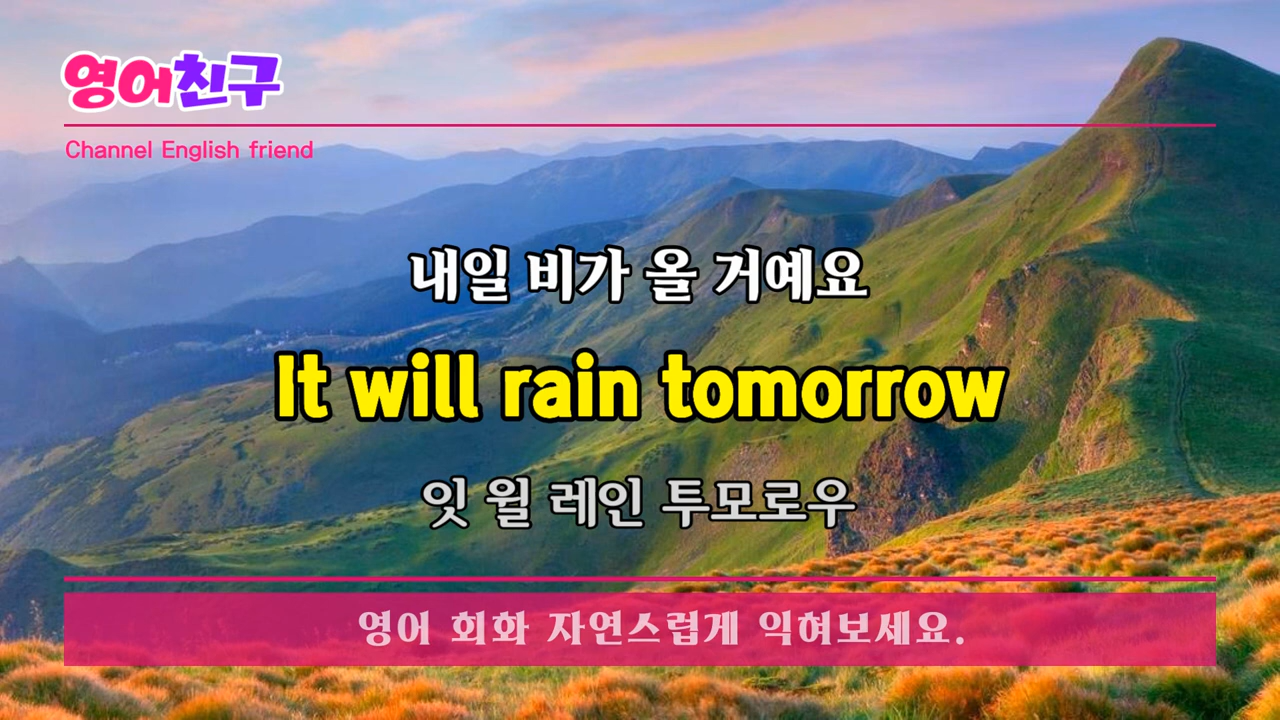 영어친구
Channel English friend
내일 비가 올 거예요
It will rain tomorrow
잇 윌 레인 투모로우
영어 회화 자연스럽게 익혀보세요.